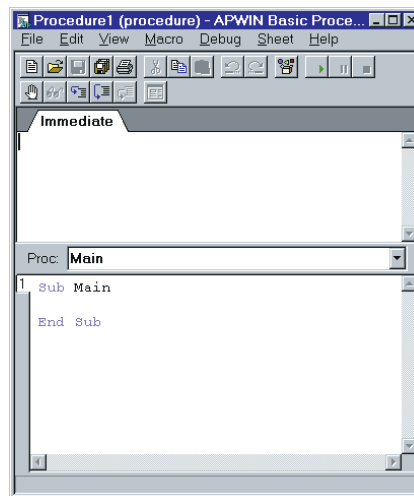 Procedure1 (procedure) - APWIN Basic Proce...
File Edit View Macro Debug Sheet Help
Immediate
Proc: Main
1
Sub Main
End Sub